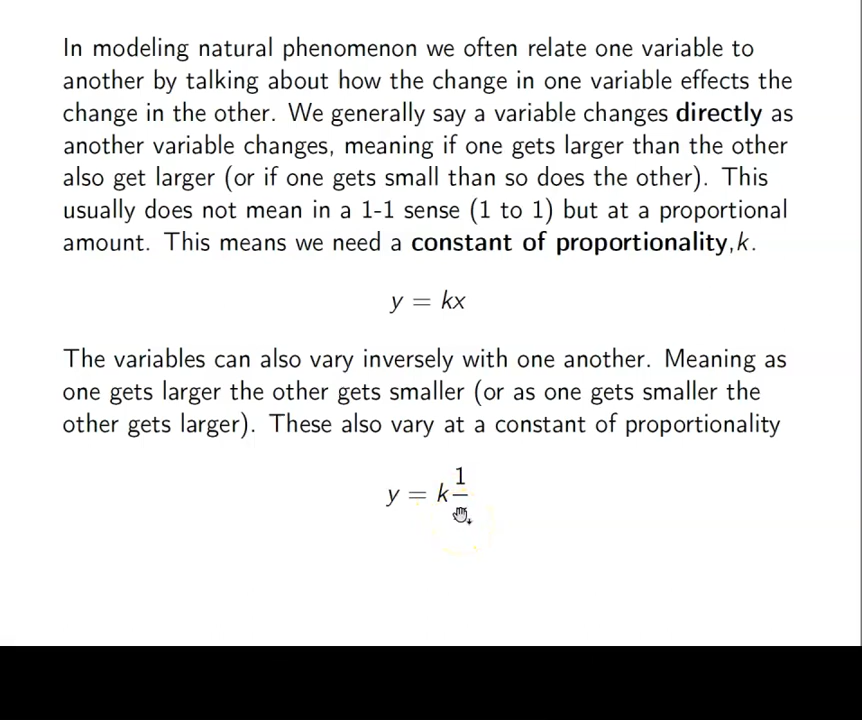 In modeling natural phenomenon we often relate one variable to
another by talking about how the change in one variable effects the
change in the other. We generally say a variable changes directly as
another variable changes, meaning if one gets larger than the other
also get larger (or if one gets small than so does the other). This
usually does not mean in a 1-1 sense (1 to 1) but at a proportional
amount. This means we need a constant of proportionality,k.
y = kx
The variables can also vary inversely with one another. Meaning as
one gets larger the other gets smaller (or as one gets smaller the
other gets larger). These also vary at a constant of proportionality
y = k 1/